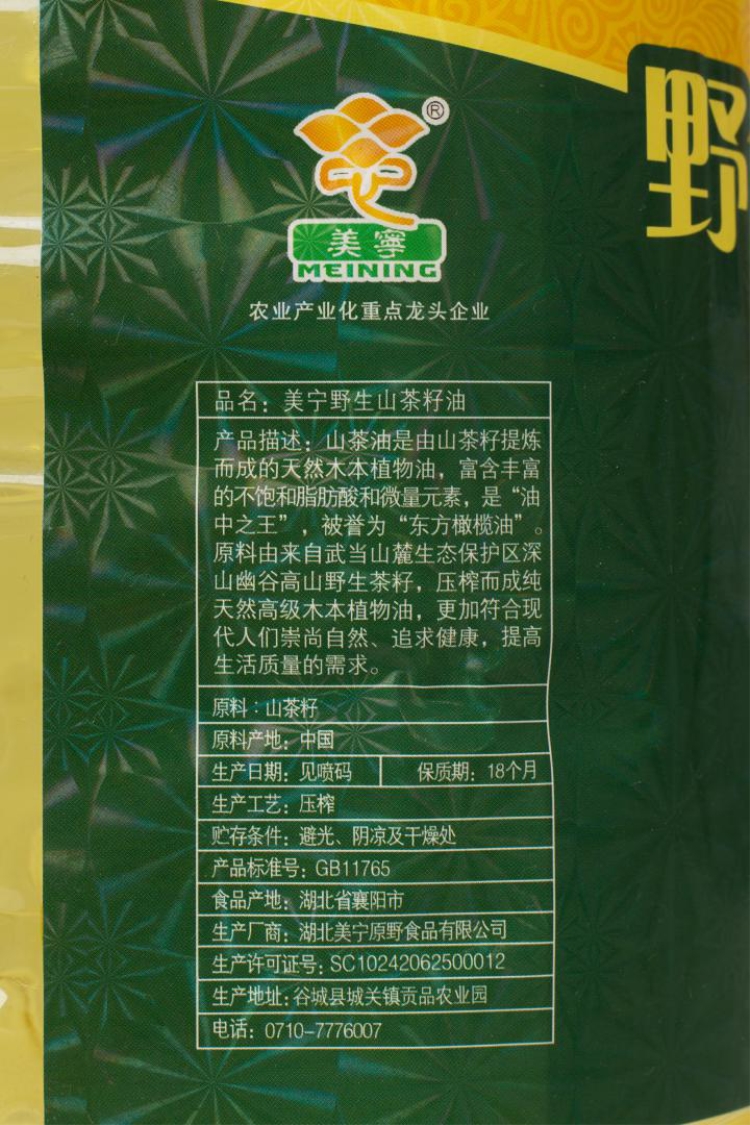 ®
野
美寧
MEINING
农业产业化重点龙头企业
品名：美宁野生山茶籽油
产品描述：山茶油是由山茶籽提炼
而成的天然木本植物油，富含丰富
的不饱和脂肪酸和微量元素，是“油
中之王”，被誉为“东方橄榄油”。
原料由来自武当山麓生态保护区深
山幽谷高山野生茶籽，压榨而成纯
天然高级木本植物油，更加符合现
代人们崇尚自然、追求健康，提高
生活质量的需求。
原料：山茶籽
原料产地：中国
生产日期：见喷码 保质期：18个月
生产工艺：压榨
贮存条件：避光、阴凉及干燥处
产品标准号：GB11765
食品产地：湖北省襄阳市
生产厂商：湖北美宁原野食品有限公司
生产许可证号：SC10242062500012
生产地址：谷城县城关镇贡品农业园
电话：0710-7776007